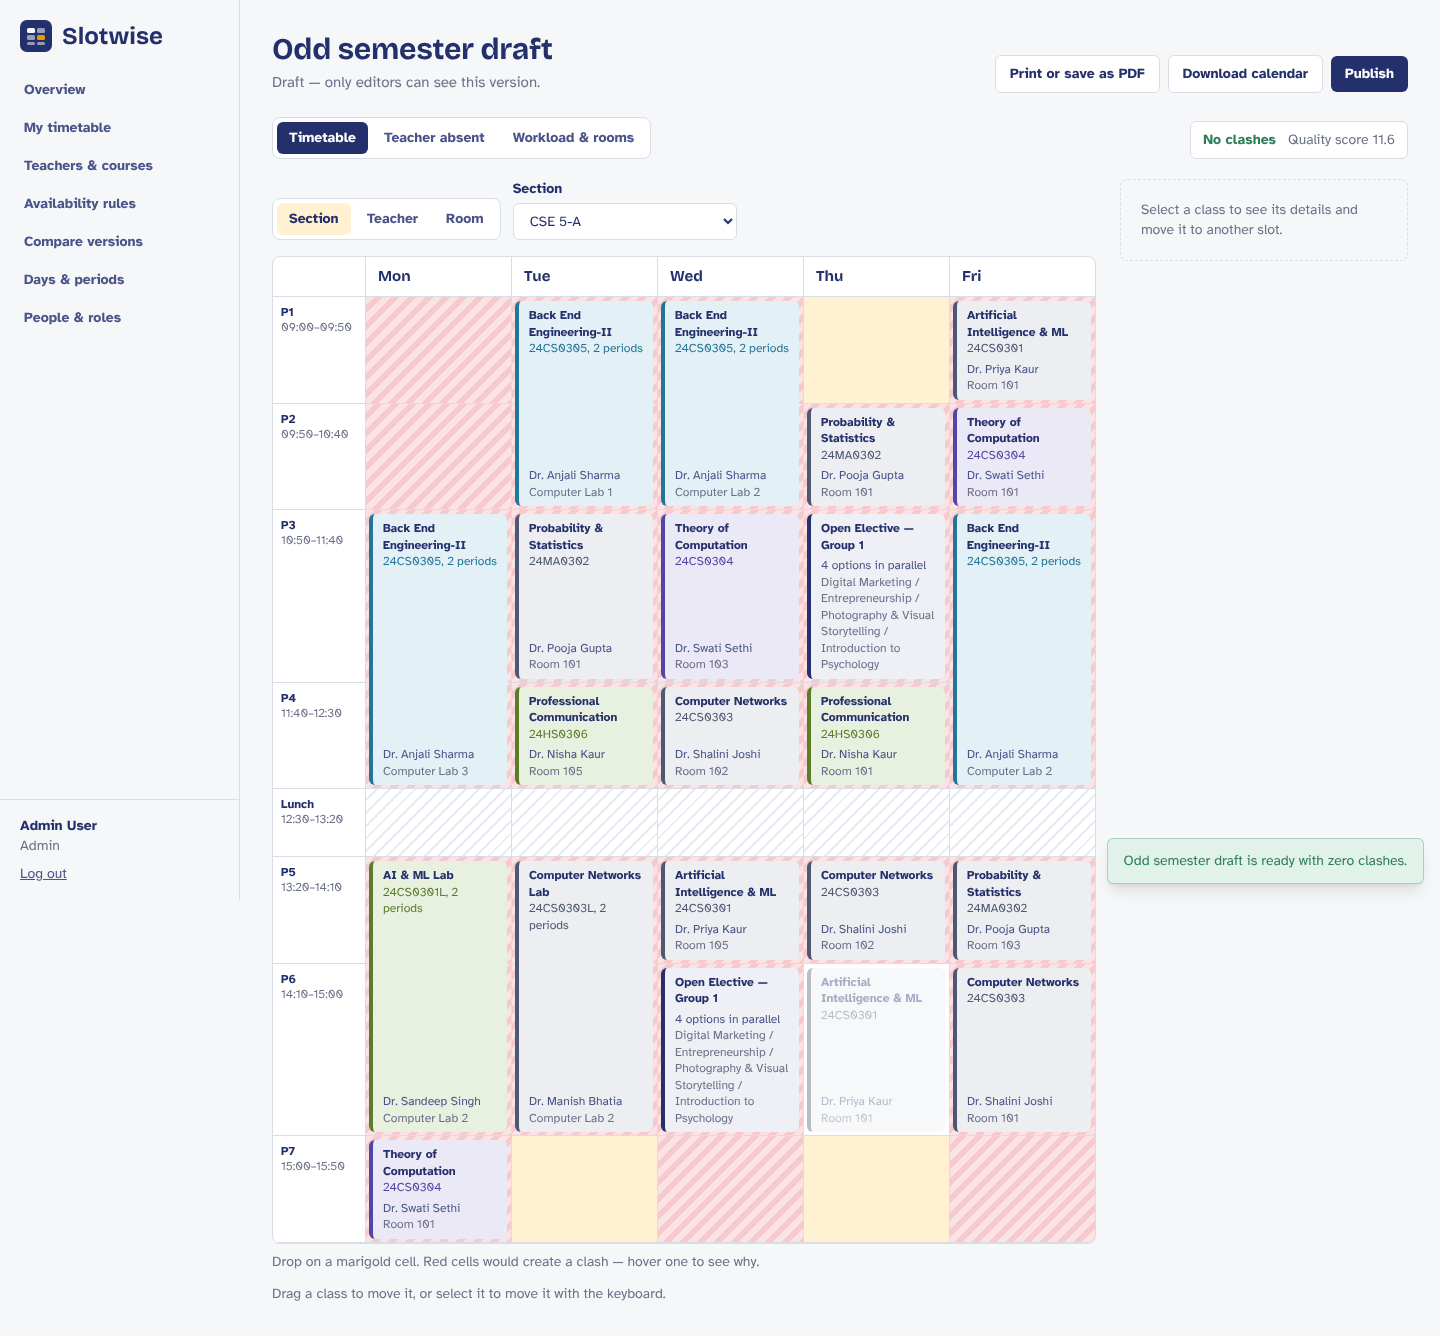 Slotwise
Overview
My timetable
Teachers & courses
Availability rules
Compare versions
Days & periods
People & roles
Admin User
Admin
Log out
Odd semester draft
Draft — only editors can see this version.
Print or save as PDF
Download calendar
Publish
Timetable
Teacher absent
Workload & rooms
No clashes
Quality score 11.6
Section
Teacher
Room
Section
CSE 5-A
Select a class to see its details and
move it to another slot.
Mon
Tue
Wed
Thu
Fri
P1
09:00–09:50
Back End
Engineering-II
24CS0305, 2 periods
Dr. Anjali Sharma
Computer Lab 1
Back End
Engineering-II
24CS0305, 2 periods
Dr. Anjali Sharma
Computer Lab 2
Artificial
Intelligence & ML
24CS0301
Dr. Priya Kaur
Room 101
P2
09:50–10:40
Probability &
Statistics
24MA0302
Dr. Pooja Gupta
Room 101
Theory of
Computation
24CS0304
Dr. Swati Sethi
Room 101
P3
10:50–11:40
Back End
Engineering-II
24CS0305, 2 periods
Dr. Anjali Sharma
Computer Lab 3
Probability &
Statistics
24MA0302
Dr. Pooja Gupta
Room 101
Theory of
Computation
24CS0304
Dr. Swati Sethi
Room 103
Open Elective —
Group 1
4 options in parallel
Digital Marketing /
Entrepreneurship /
Photography & Visual
Storytelling /
Introduction to
Psychology
Back End
Engineering-II
24CS0305, 2 periods
Dr. Anjali Sharma
Computer Lab 2
P4
11:40–12:30
Professional
Communication
24HS0306
Dr. Nisha Kaur
Room 105
Computer Networks
24CS0303
Dr. Shalini Joshi
Room 102
Professional
Communication
24HS0306
Dr. Nisha Kaur
Room 101
Lunch
12:30–13:20
P5
13:20–14:10
AI & ML Lab
24CS0301L, 2
periods
Dr. Sandeep Singh
Computer Lab 2
Computer Networks
Lab
24CS0303L, 2
periods
Dr. Manish Bhatia
Computer Lab 2
Artificial
Intelligence & ML
24CS0301
Dr. Priya Kaur
Room 105
Computer Networks
24CS0303
Dr. Shalini Joshi
Room 102
Probability &
Statistics
24MA0302
Dr. Pooja Gupta
Room 103
P6
14:10–15:00
Open Elective —
Group 1
4 options in parallel
Digital Marketing /
Entrepreneurship /
Photography & Visual
Storytelling /
Introduction to
Psychology
Artificial
Intelligence & ML
24CS0301
Dr. Priya Kaur
Room 101
Computer Networks
24CS0303
Dr. Shalini Joshi
Room 101
P7
15:00–15:50
Theory of
Computation
24CS0304
Dr. Swati Sethi
Room 101
Odd semester draft is ready with zero clashes.
Drop on a marigold cell. Red cells would create a clash — hover one to see why.
Drag a class to move it, or select it to move it with the keyboard.